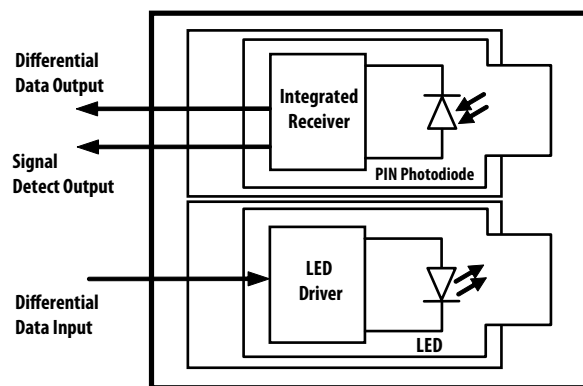 Differential
Data Output
Integrated
Receiver
Signal
Detect Output
PIN Photodiode
LED
Driver
Differential
Data Input
LED